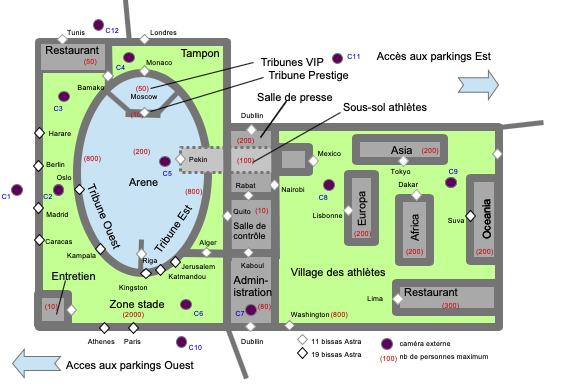 C12
Tunis
Londres
Restaurant
(50)
Tampon
C4
Monaco
C11
Accès aux parkings Est
Tribunes VIP
Tribune Prestige
Bamako
(50)
Moscow
C3
Salle de presse
Sous-sol athlètes
Dublin
Harare
(200)
(800)
(200)
Pekin
(100)
Mexico
Asia
(200)
Tokyo
Berlin
Oslo
C5
Arene
(800)
Rabat
Nairobi
C8
Dakar
C9
C1
C2
Madrid
Tribune Ouest
Tribune Est
Quito
(10)
Lisbonne
Europa
(200)
Africa
(200)
Suva
Oceania
(200)
Salle de
contrôle
Caracas
Kampala
Alger
Riga
Jerusalem
Katmandou
Kaboul
Entretien
Kingston
Admin-
istration
(80)
Village des athlètes
(10)
Zone stade
(2000)
C6
C7
Lima
Restaurant
(300)
Washington
(800)
Athenes
Paris
C10
Dublin
11 bissas Astra
19 bissas Astra
caméra externe
(100) nb de personnes maximum
Acces aux parkings Ouest